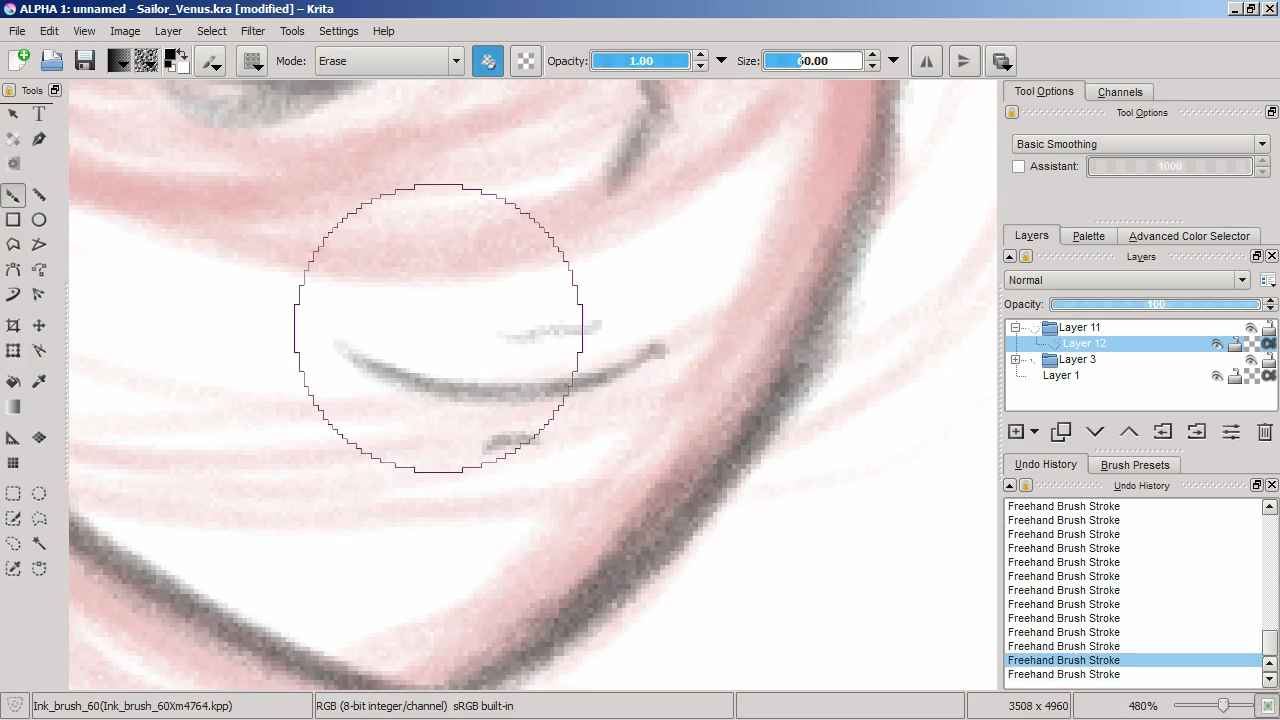 ALPHA 1: unnamed - Sailor_Venus.kra [modified] – Krita
File Edit View Image Layer Select Filter Tools Settings Help
Mode: Erase Opacity: 1.00 Size: 60.00
Tools
Tool Options Channels
Tool Options
Basic Smoothing
Assistant: 1000
Layers Palette Advanced Color Selector
Layers
Normal
Opacity: 100
Layer 11
Layer 12
Layer 3
Layer 1
Undo History Brush Presets
Undo History
Freehand Brush Stroke
Freehand Brush Stroke
Freehand Brush Stroke
Freehand Brush Stroke
Freehand Brush Stroke
Freehand Brush Stroke
Freehand Brush Stroke
Freehand Brush Stroke
Freehand Brush Stroke
Freehand Brush Stroke
Freehand Brush Stroke
Freehand Brush Stroke
Freehand Brush Stroke
Ink_brush_60(Ink_brush_60Xm4764.kpp) RGB (8-bit integer/channel) sRGB built-in 3508 x 4960 480%